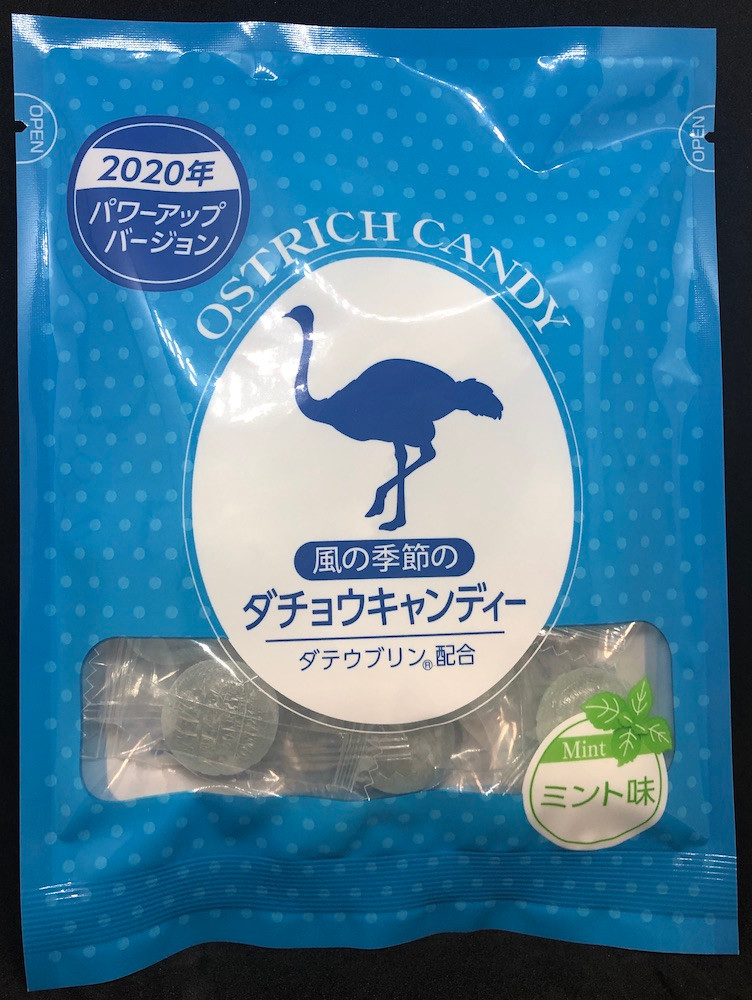 OPEN
OPEN
2020年
パワーアップ
バージョン
OSTRICH CANDY
風の季節の
ダチョウキャンディー
ダテウブリン®配合
Mint
ミント味